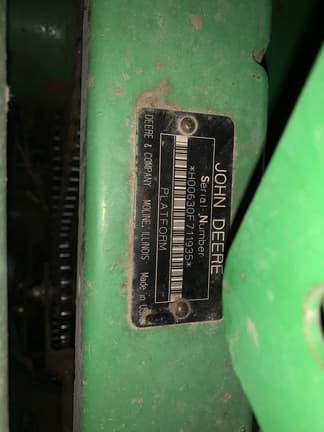 JOHN DEERE
Serial Number
*H00630F711935*
PLATFORM
DEERE & COMPANY MOLINE, ILLINOIS Made in U.S.A.